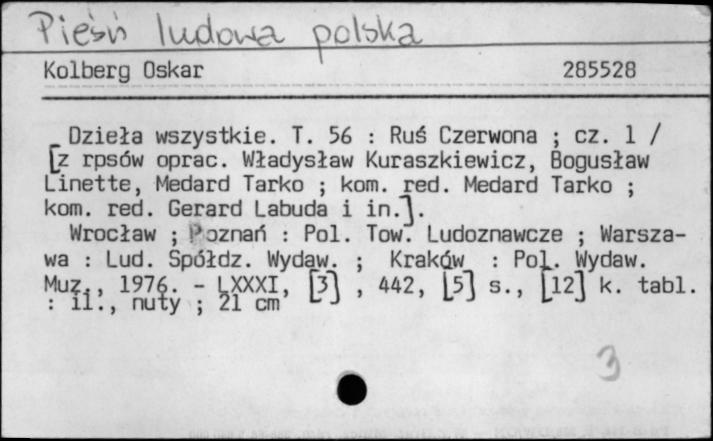 Pieśń ludowa polska
Kolberg Oskar 285528
Dzieła wszystkie. T. 56 : Ruś Czerwona ; cz. 1 /
[z rpsów oprac. Władysław Kuraszkiewicz, Bogusław
Linette, Medard Tarko ; kom. red. Medard Tarko ;
kom. red. Gerard Labuda i in.].
Wrocław ; Poznań : Pol. Tow. Ludoznawcze ; Warsza-
wa : Lud. Spółdz. Wydaw. ; Kraków : Pol. Wydaw.
Muz., 1976. - LXXXI, [3] , 442, [5] s., [12] k. tabl.
: il., nuty ; 21 cm
3